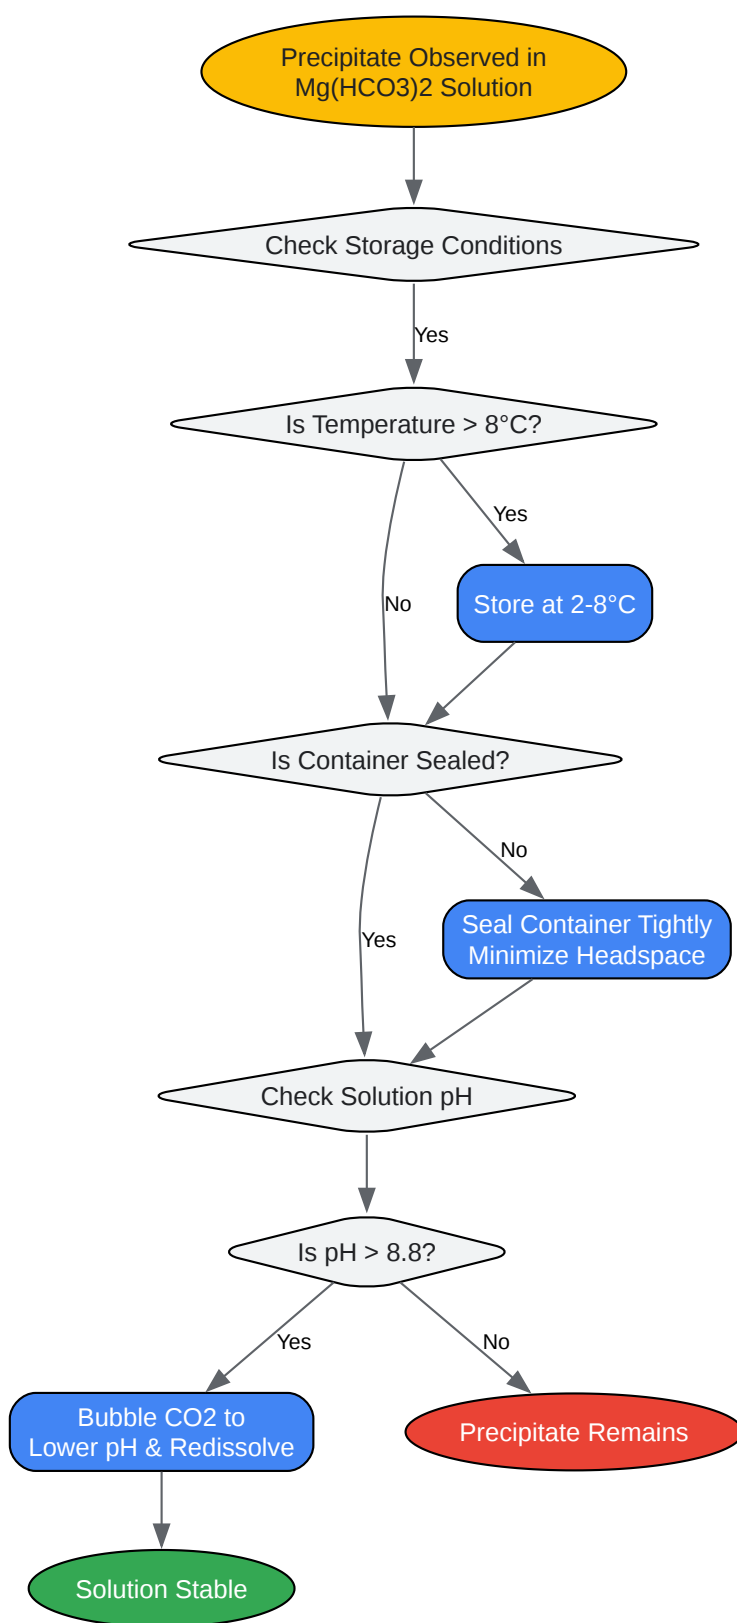 Precipitate Observed in
Mg(HCO3)2 Solution
Check Storage Conditions
Yes
Is Temperature > 8°C?
Yes
No
Store at 2-8°C
Is Container Sealed?
No
Yes
Seal Container Tightly
Minimize Headspace
Check Solution pH
Is pH > 8.8?
Yes
No
Bubble CO2 to
Lower pH & Redissolve
Precipitate Remains
Solution Stable